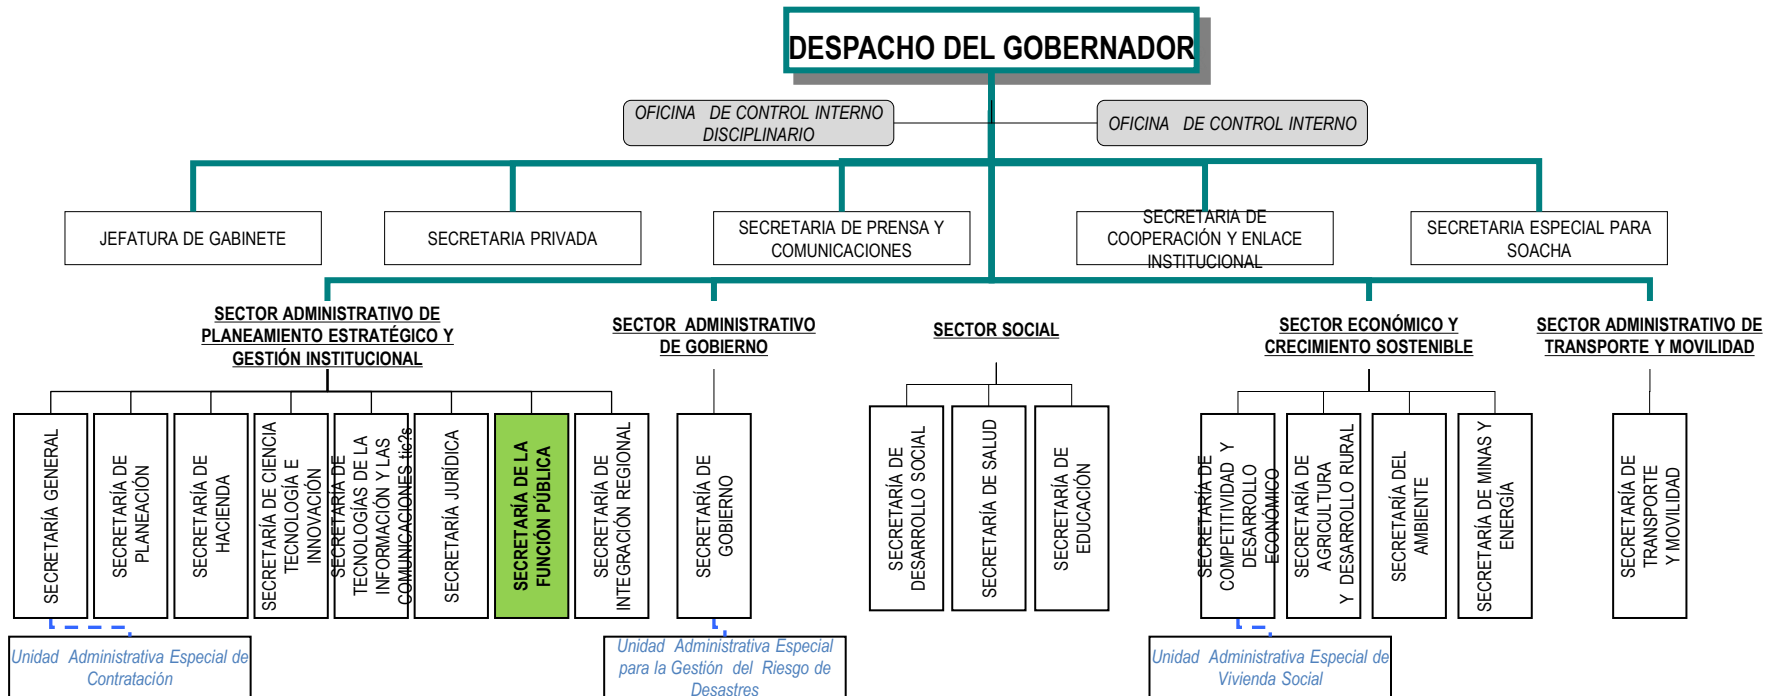 DESPACHO DEL GOBERNADOR
OFICINA DE CONTROL INTERNO
DISCIPLINARIO
OFICINA DE CONTROL INTERNO
JEFATURA DE GABINETE
SECRETARIA PRIVADA
SECRETARIA DE PRENSA Y
COMUNICACIONES
SECRETARIA DE
COOPERACIÓN Y ENLACE
INSTITUCIONAL
SECRETARIA ESPECIAL PARA
SOACHA
SECTOR ADMINISTRATIVO DE
PLANEAMIENTO ESTRATÉGICO Y
GESTIÓN INSTITUCIONAL
SECTOR ADMINISTRATIVO
DE GOBIERNO
SECTOR SOCIAL
SECTOR ECONÓMICO Y
CRECIMIENTO SOSTENIBLE
SECTOR ADMINISTRATIVO DE
TRANSPORTE Y MOVILIDAD
SECRETARÍA GENERAL
SECRETARÍA DE
PLANEACIÓN
SECRETARÍA DE
HACIENDA
SECRETARÍA DE CIENCIA
TECNOLOGÍA E
INNOVACIÓN
SECRETARÍA DE
TECNOLOGÍAS DE LA
INFORMACIÓN Y LAS
COMUNICACIONES tic?s
SECRETARÍA JURÍDICA
SECRETARÍA DE LA
FUNCIÓN PÚBLICA
SECRETARÍA DE
INTEGRACIÓN REGIONAL
SECRETARÍA DE
GOBIERNO
SECRETARÍA DE
DESARROLLO SOCIAL
SECRETARÍA DE SALUD
SECRETARÍA DE
EDUCACIÓN
SECRETARÍA DE
COMPETITIVIDAD Y
DESARROLLO
ECONÓMICO
SECRETARÍA DE
AGRICULTURA
Y DESARROLLO RURAL
SECRETARÍA DEL
AMBIENTE
SECRETARÍA DE MINAS Y
ENERGÍA
SECRETARÍA DE
TRANSPORTE
Y MOVILIDAD
Unidad Administrativa Especial de
Contratación
Unidad Administrativa Especial
para la Gestión del Riesgo de
Desastres
Unidad Administrativa Especial de
Vivienda Social